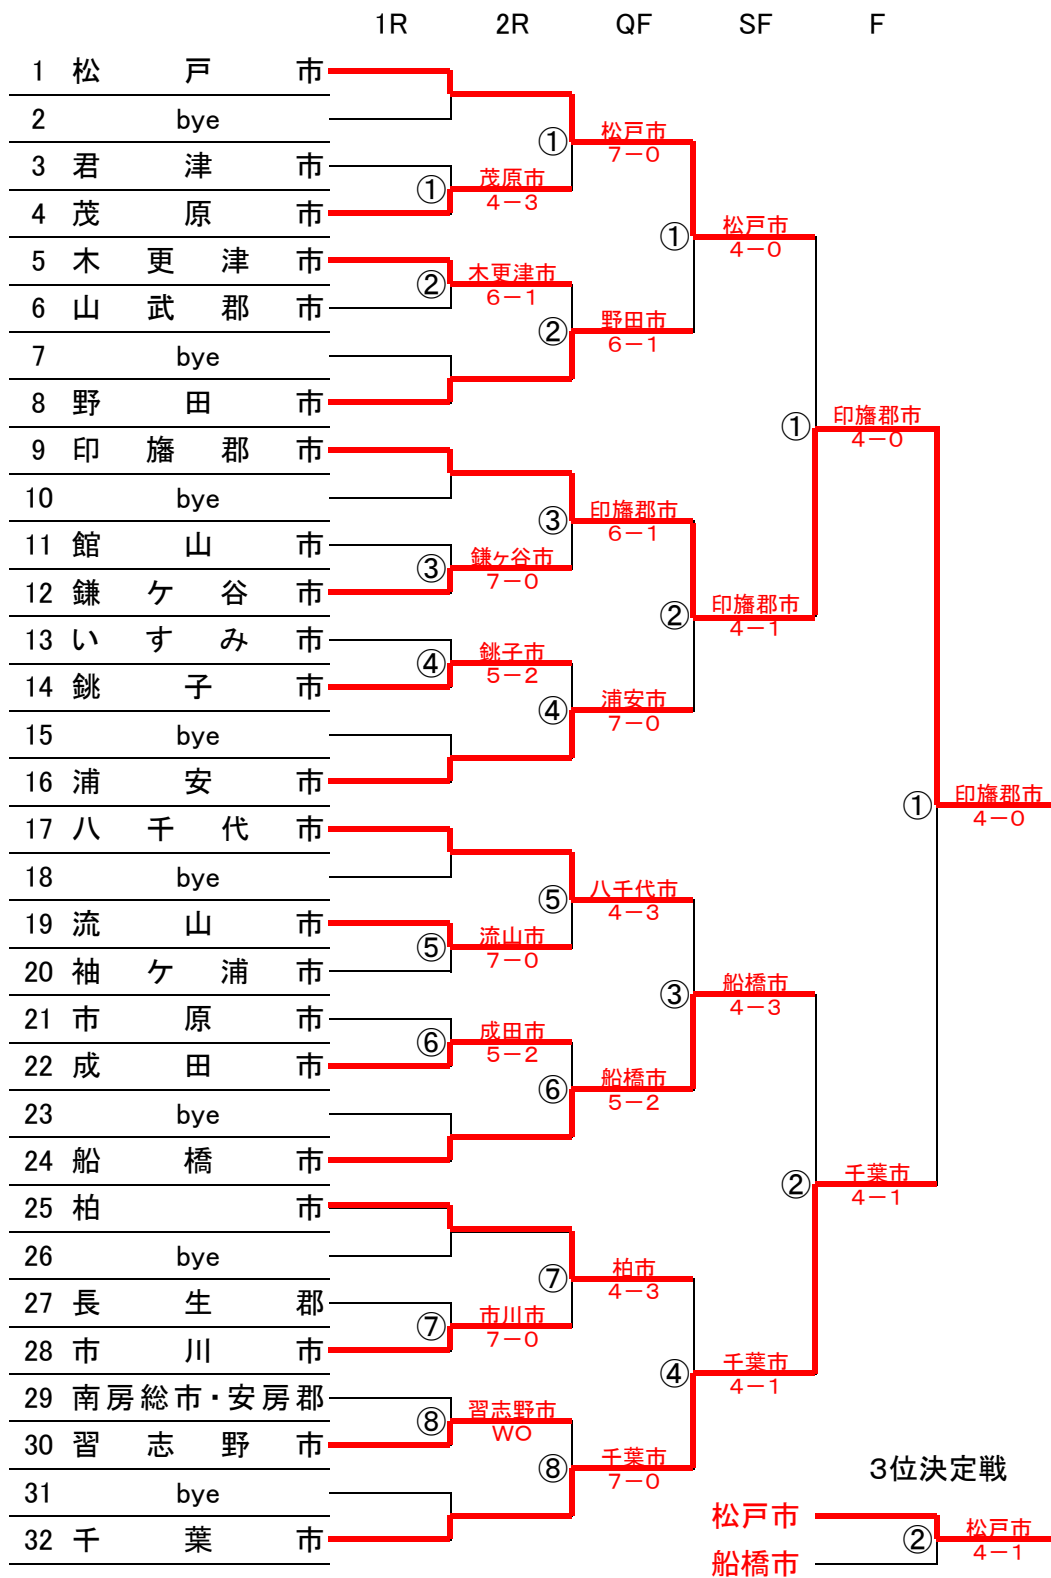 1R 2R QF SF F
1 松戸市
2 bye
3 君津市
4 茂原市
5 木更津市
6 山武郡市
7 bye
8 野田市
9 印旛郡市
10 bye
11 館山市
12 鎌ケ谷市
13 いすみ市
14 銚子市
15 bye
16 浦安市
17 八千代市
18 bye
19 流山市
20 袖ケ浦市
21 市原市
22 成田市
23 bye
24 船橋市
25 柏市
26 bye
27 長生郡
28 市川市
29 南房総市・安房郡
30 習志野市
31 bye
32 千葉市
① 茂原市
4-3
② 木更津市
6-1
③ 鎌ヶ谷市
7-0
④ 銚子市
5-2
⑤ 流山市
7-0
⑥ 成田市
5-2
⑦ 市川市
7-0
⑧ 習志野市
WO
① 松戸市
7-0
② 野田市
6-1
③ 印旛郡市
6-1
④ 浦安市
7-0
⑤ 八千代市
4-3
⑥ 船橋市
5-2
⑦ 柏市
4-3
⑧ 千葉市
7-0
① 松戸市
4-0
② 印旛郡市
4-1
③ 船橋市
4-3
④ 千葉市
4-1
① 印旛郡市
4-0
② 千葉市
4-1
① 印旛郡市
4-0
3位決定戦
松戸市
船橋市
② 松戸市
4-1